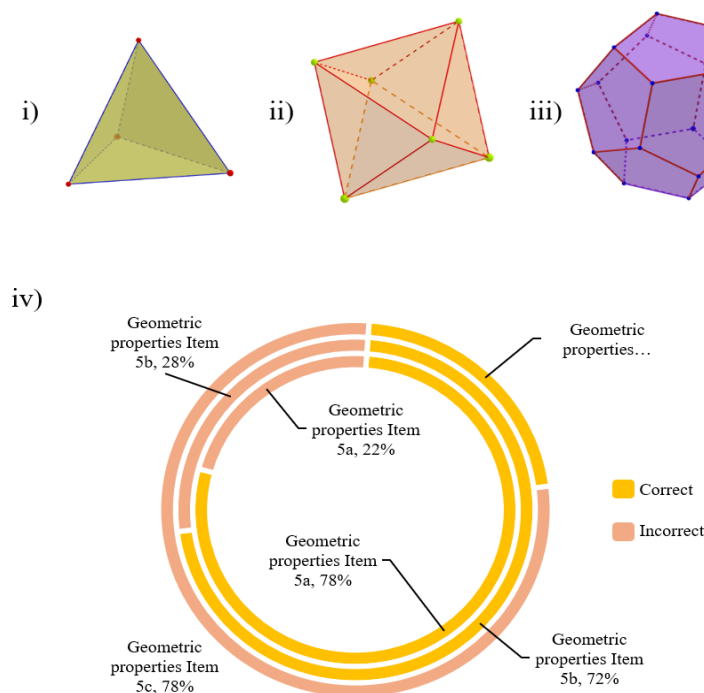 i)
ii)
iii)
iv)
Geometric
properties Item
5b, 28%
Geometric
properties…
Geometric
properties Item
5a, 22%
Correct
Incorrect
Geometric
properties Item
5a, 78%
Geometric
properties Item
5c, 78%
Geometric
properties Item
5b, 72%